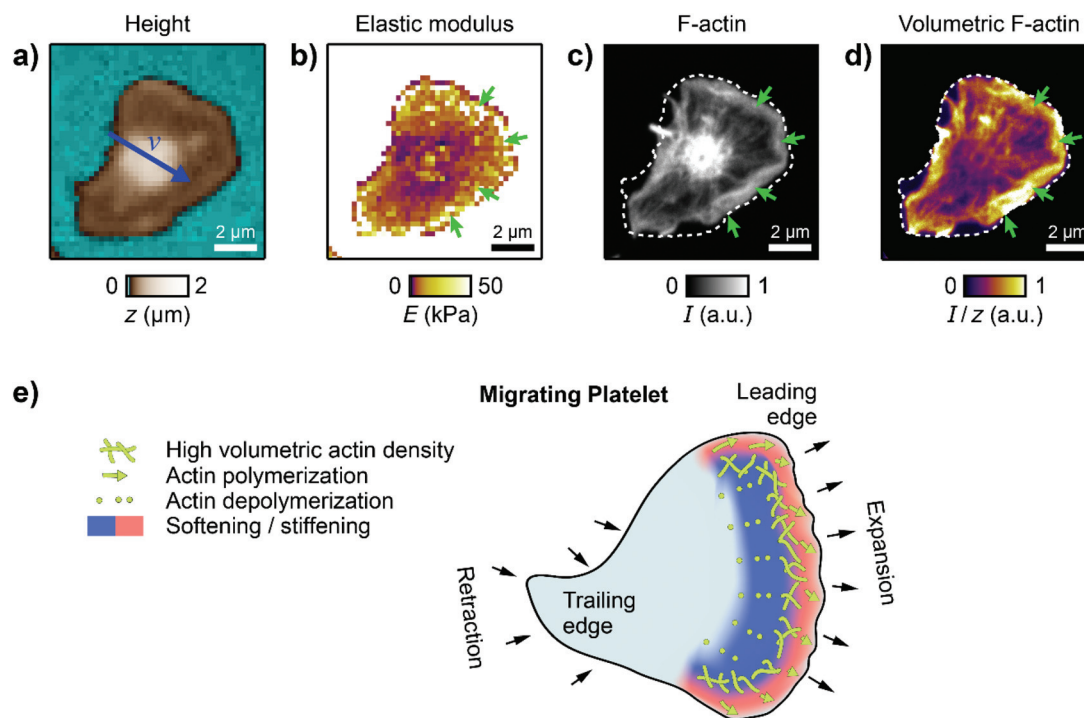 Height
Elastic modulus
F-actin
Volumetric F-actin
a)
b)
c)
d)
v
2 µm
2 µm
2 µm
2 µm
0 2
0 50
0 1
0 1
z (µm)
E (kPa)
I (a.u.)
I / z (a.u.)
e)
Migrating Platelet
Leading
edge
High volumetric actin density
Actin polymerization
Actin depolymerization
Softening / stiffening
Expansion
Retraction
Trailing
edge